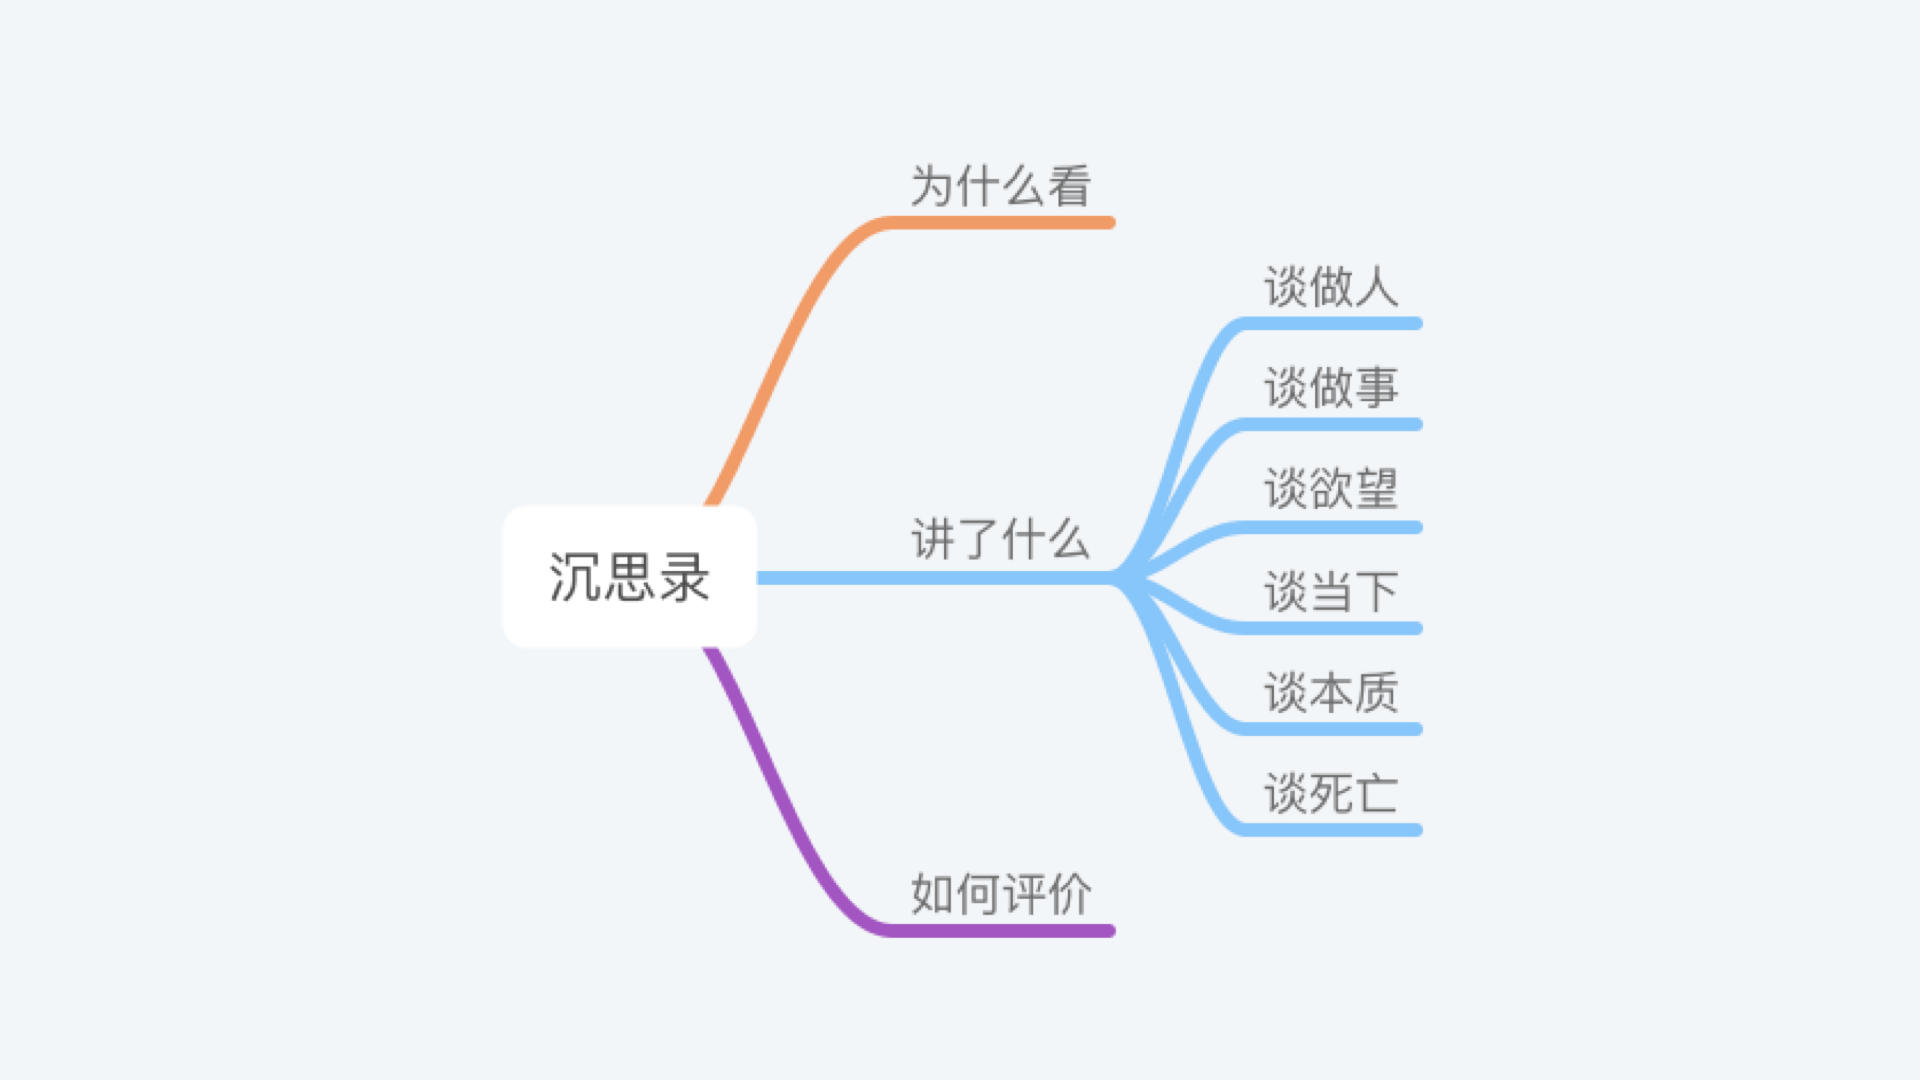 沉思录
为什么看
讲了什么
谈做人
谈做事
谈欲望
谈当下
谈本质
谈死亡
如何评价